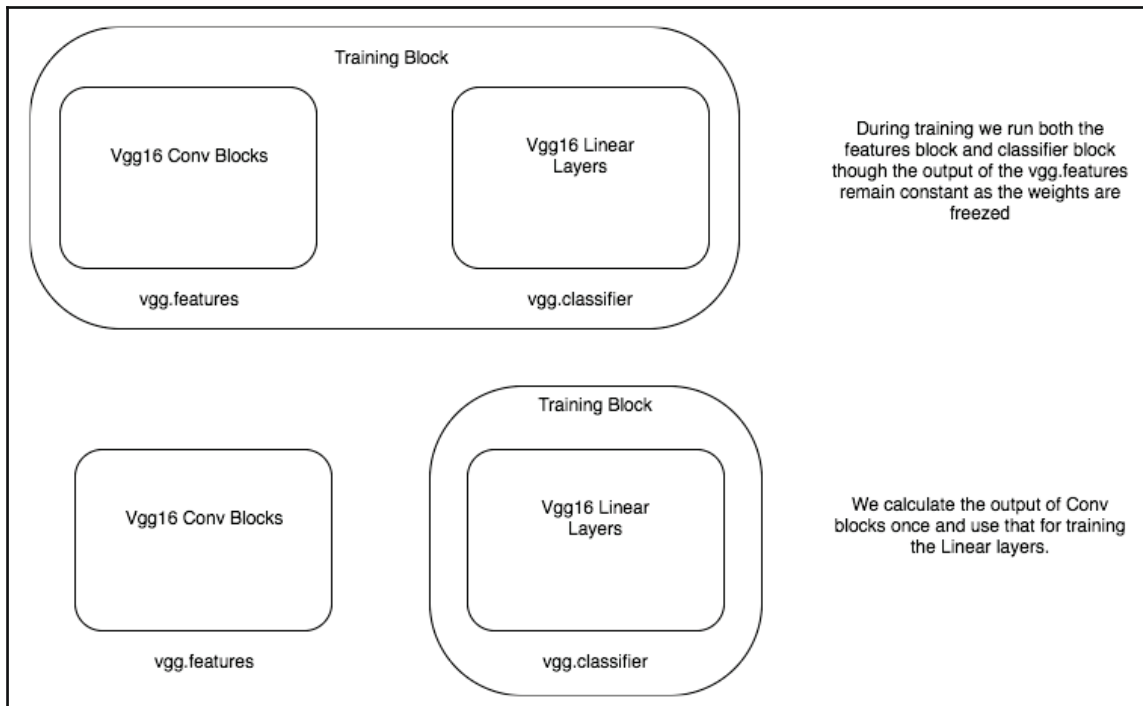 Training Block
Vgg16 Conv Blocks
Vgg16 Linear
Layers
vgg.features
vgg.classifier
During training we run both the
features block and classifier block
though the output of the vgg.features
remain constant as the weights are
freezed
Training Block
Vgg16 Conv Blocks
Vgg16 Linear
Layers
vgg.features
vgg.classifier
We calculate the output of Conv
blocks once and use that for training
the Linear layers.